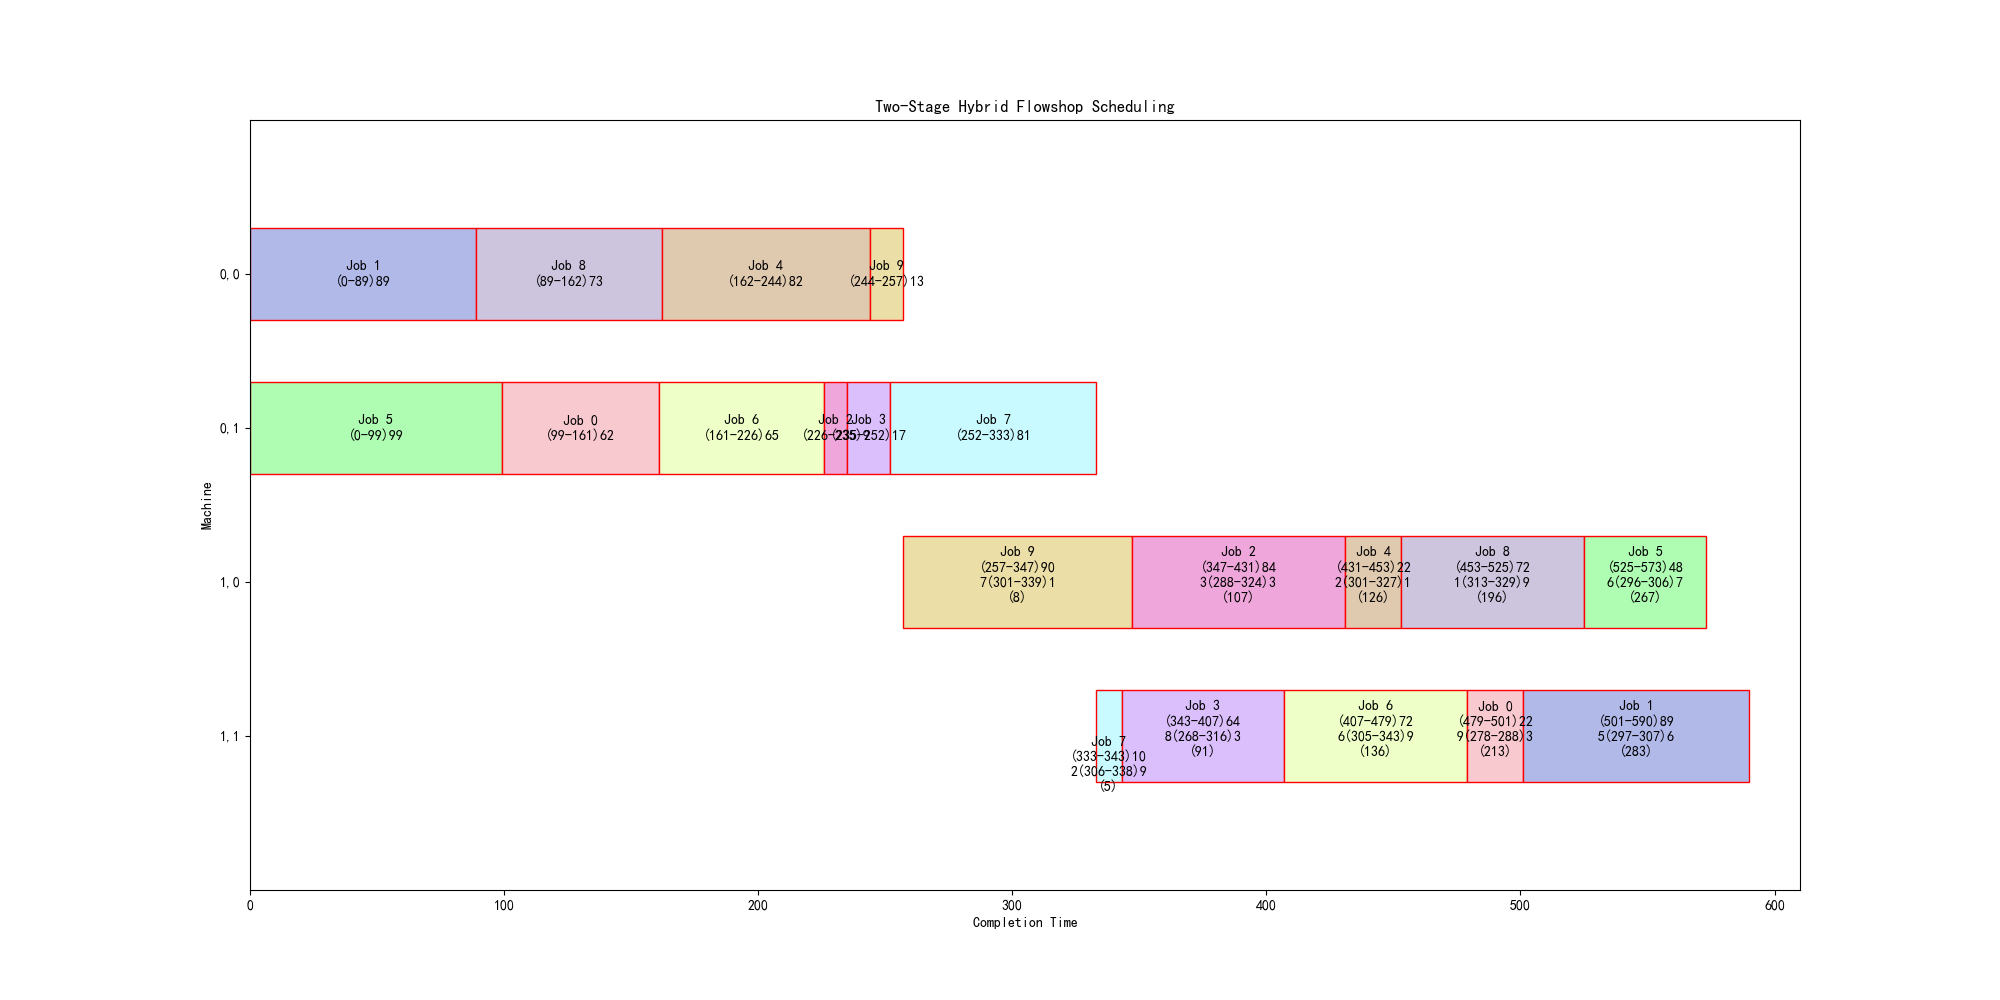 Two-Stage Hybrid Flowshop Scheduling
Machine
0,0
Job 1
(0-89)89
Job 8
(89-162)73
Job 4
(162-244)82
Job 9
(244-257)13
0,1
Job 5
(0-99)99
Job 0
(99-161)62
Job 6
(161-226)65
Job 2
(226-235)9
Job 3
(235-252)17
Job 7
(252-333)81
1,0
Job 9
(257-347)90
7(301-339)1
(8)
Job 2
(347-431)84
3(288-324)3
(107)
Job 4
(431-453)22
2(301-327)1
(126)
Job 8
(453-525)72
1(313-329)9
(196)
Job 5
(525-573)48
6(296-306)7
(267)
1,1
Job 7
(333-343)10
2(306-338)9
(5)
Job 3
(343-407)64
8(268-316)3
(91)
Job 6
(407-479)72
6(305-343)9
(136)
Job 0
(479-501)22
9(278-288)3
(213)
Job 1
(501-590)89
5(297-307)6
(283)
0
100
200
300
400
500
600
Completion Time